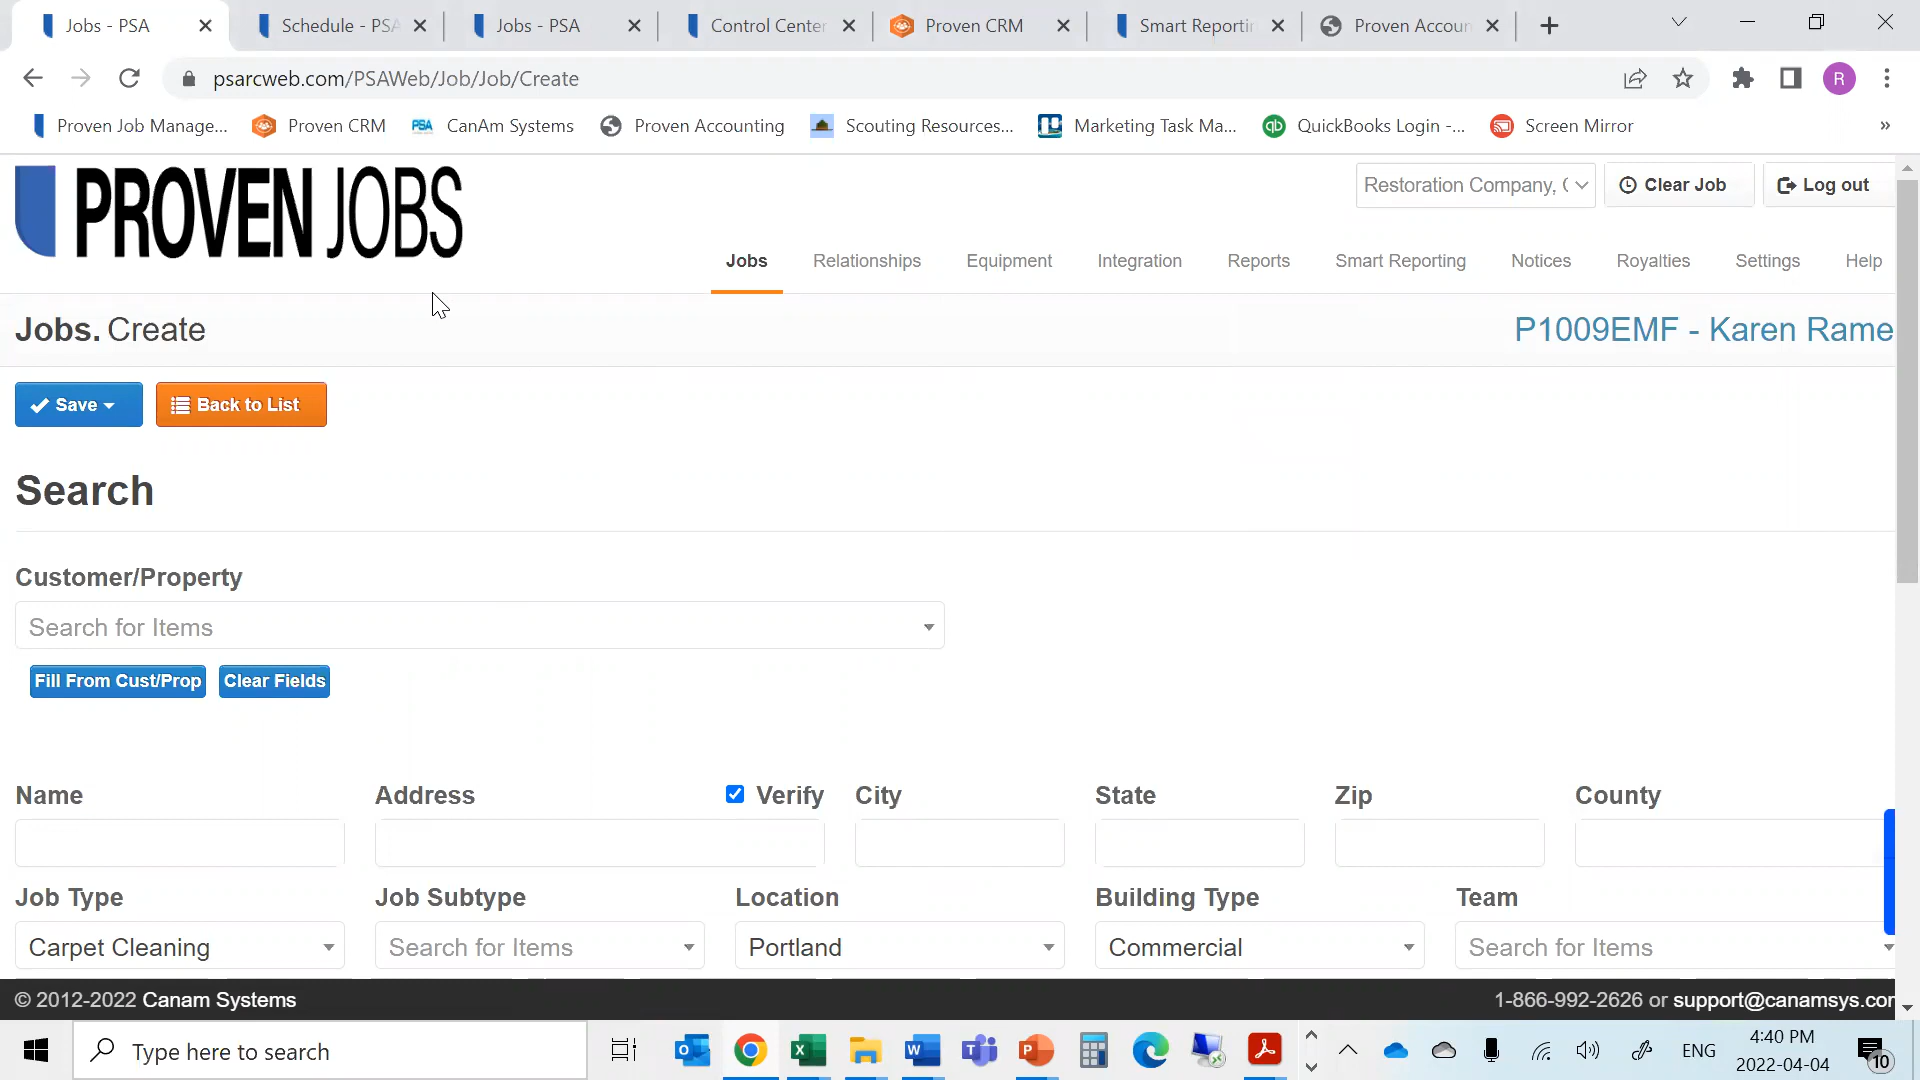 Jobs - PSA
Schedule - PSA
Jobs - PSA
Control Center
Proven CRM
Smart Reportin
Proven Accoun
psarcweb.com/PSAWeb/Job/Job/Create
R
Proven Job Manage...
Proven CRM
PSA
CanAm Systems
Proven Accounting
Scouting Resources...
Marketing Task Ma...
qb
QuickBooks Login -...
Screen Mirror
»
PROVEN JOBS
Restoration Company, (
Clear Job
Log out
Jobs
Relationships
Equipment
Integration
Reports
Smart Reporting
Notices
Royalties
Settings
Help
Jobs. Create
P1009EMF - Karen Rame
Save
Back to List
Search
Customer/Property
Search for Items
Fill From Cust/Prop
Clear Fields
Name
Address
Verify
City
State
Zip
County
Job Type
Job Subtype
Location
Building Type
Team
Carpet Cleaning
Search for Items
Portland
Commercial
Search for Items
© 2012-2022 Canam Systems
1-866-992-2626 or support@canamsys.cor
Type here to search
ENG
4:40 PM
2022-04-04
10